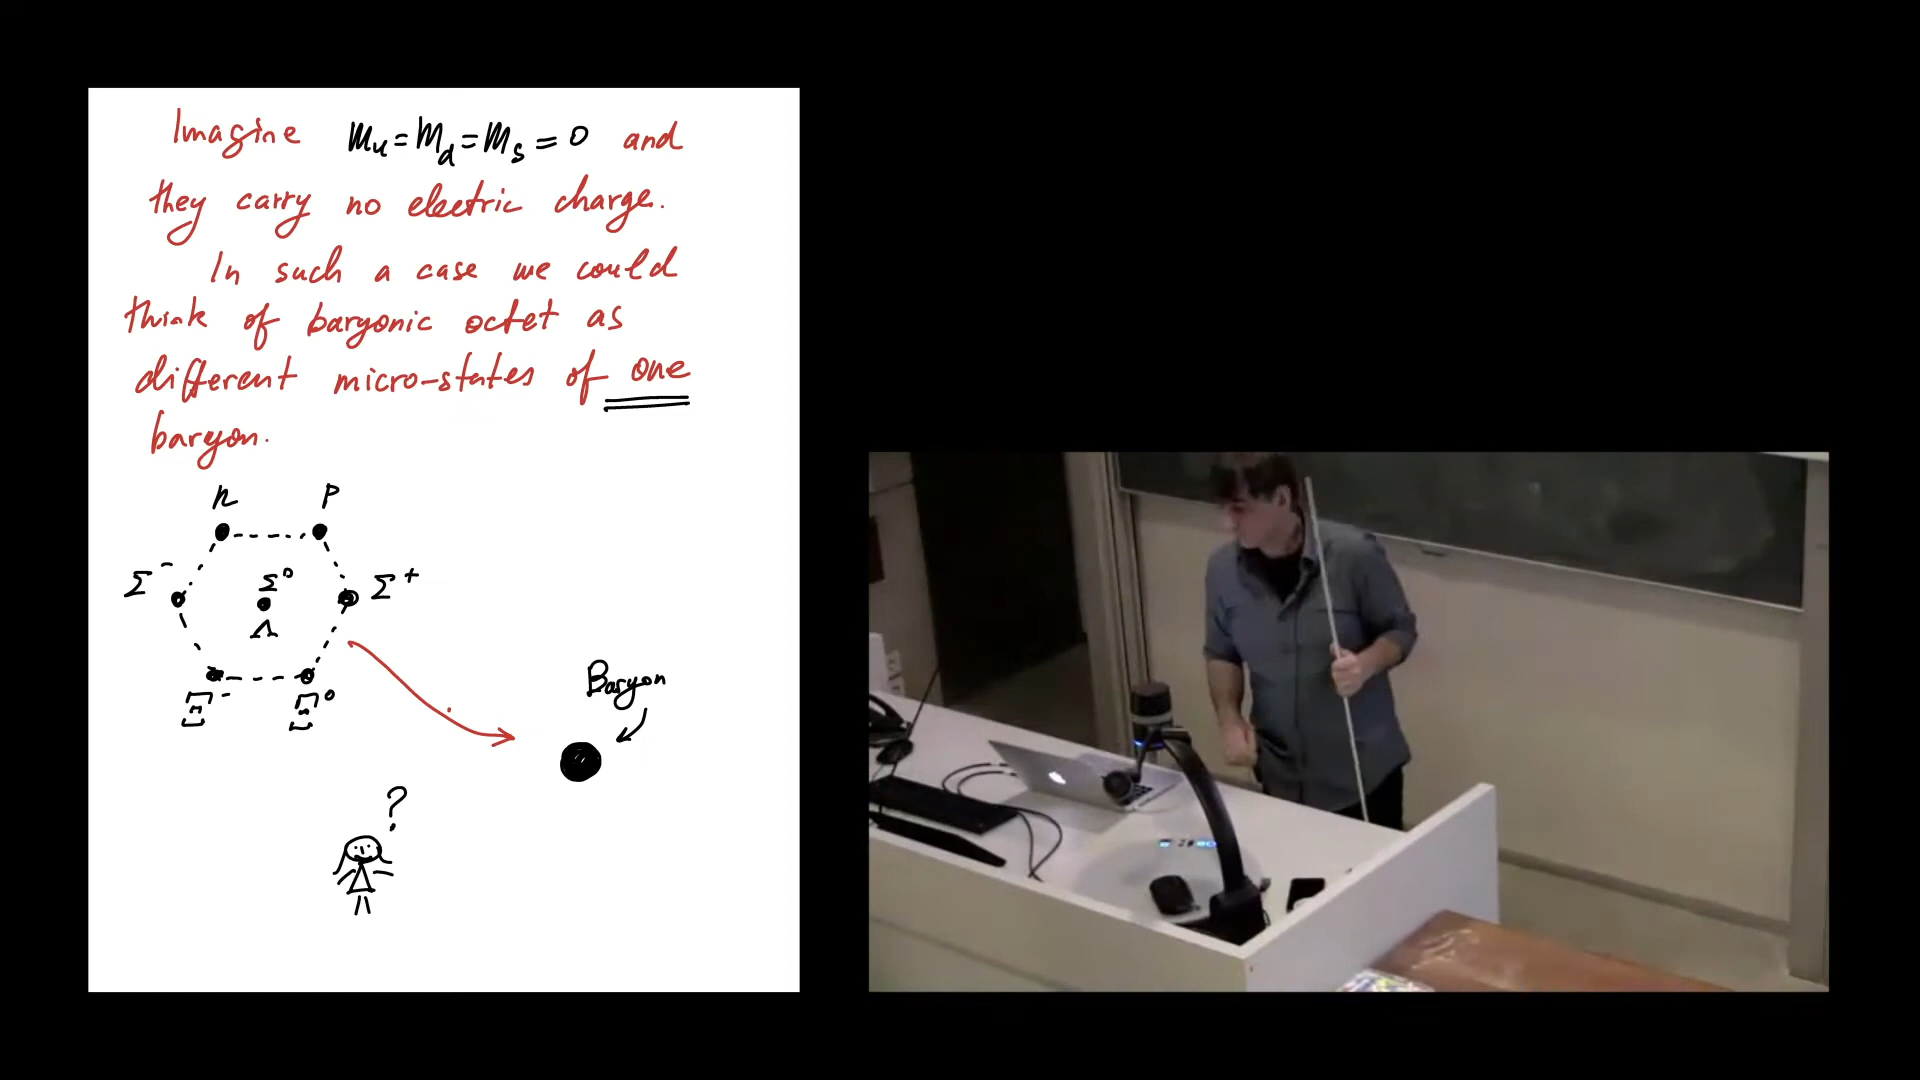 Imagine m_u = m_d = m_s = 0 and
they carry no electric charge.
In such a case we could
think of baryonic octet as
different micro-states of one
baryon.
n p
Σ⁻ Σ⁰ Σ⁺
Λ
Ξ⁻ Ξ⁰
Baryon
?